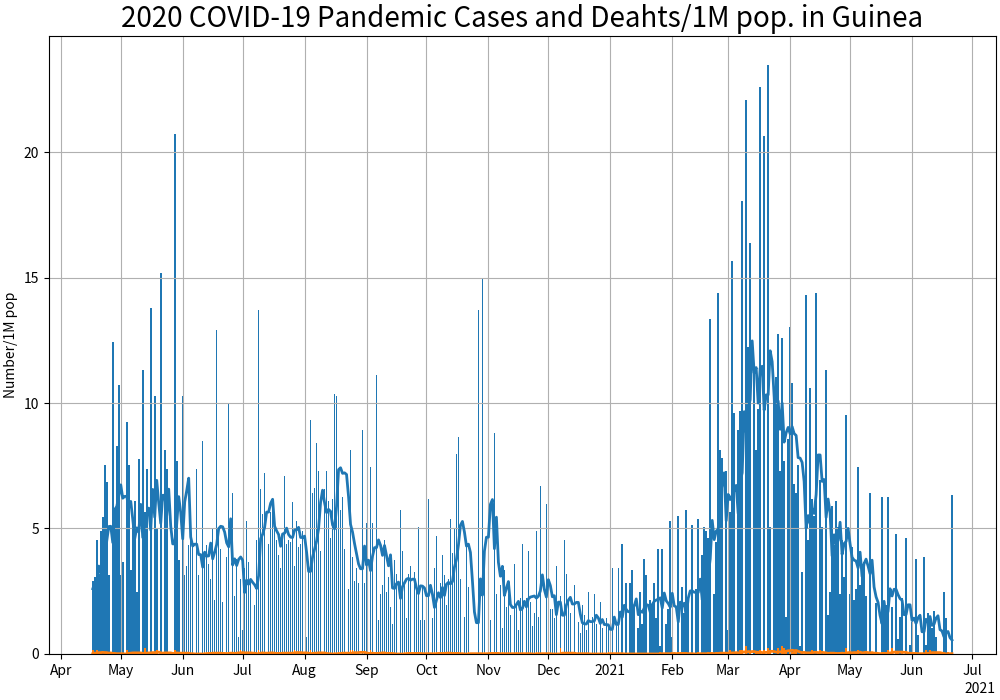 2020 COVID-19 Pandemic Cases and Deahts/1M pop. in Guinea
Number/1M pop
20
15
10
5
0
Apr May Jun Jul Aug Sep Oct Nov Dec 2021 Feb Mar Apr May Jun Jul
2021